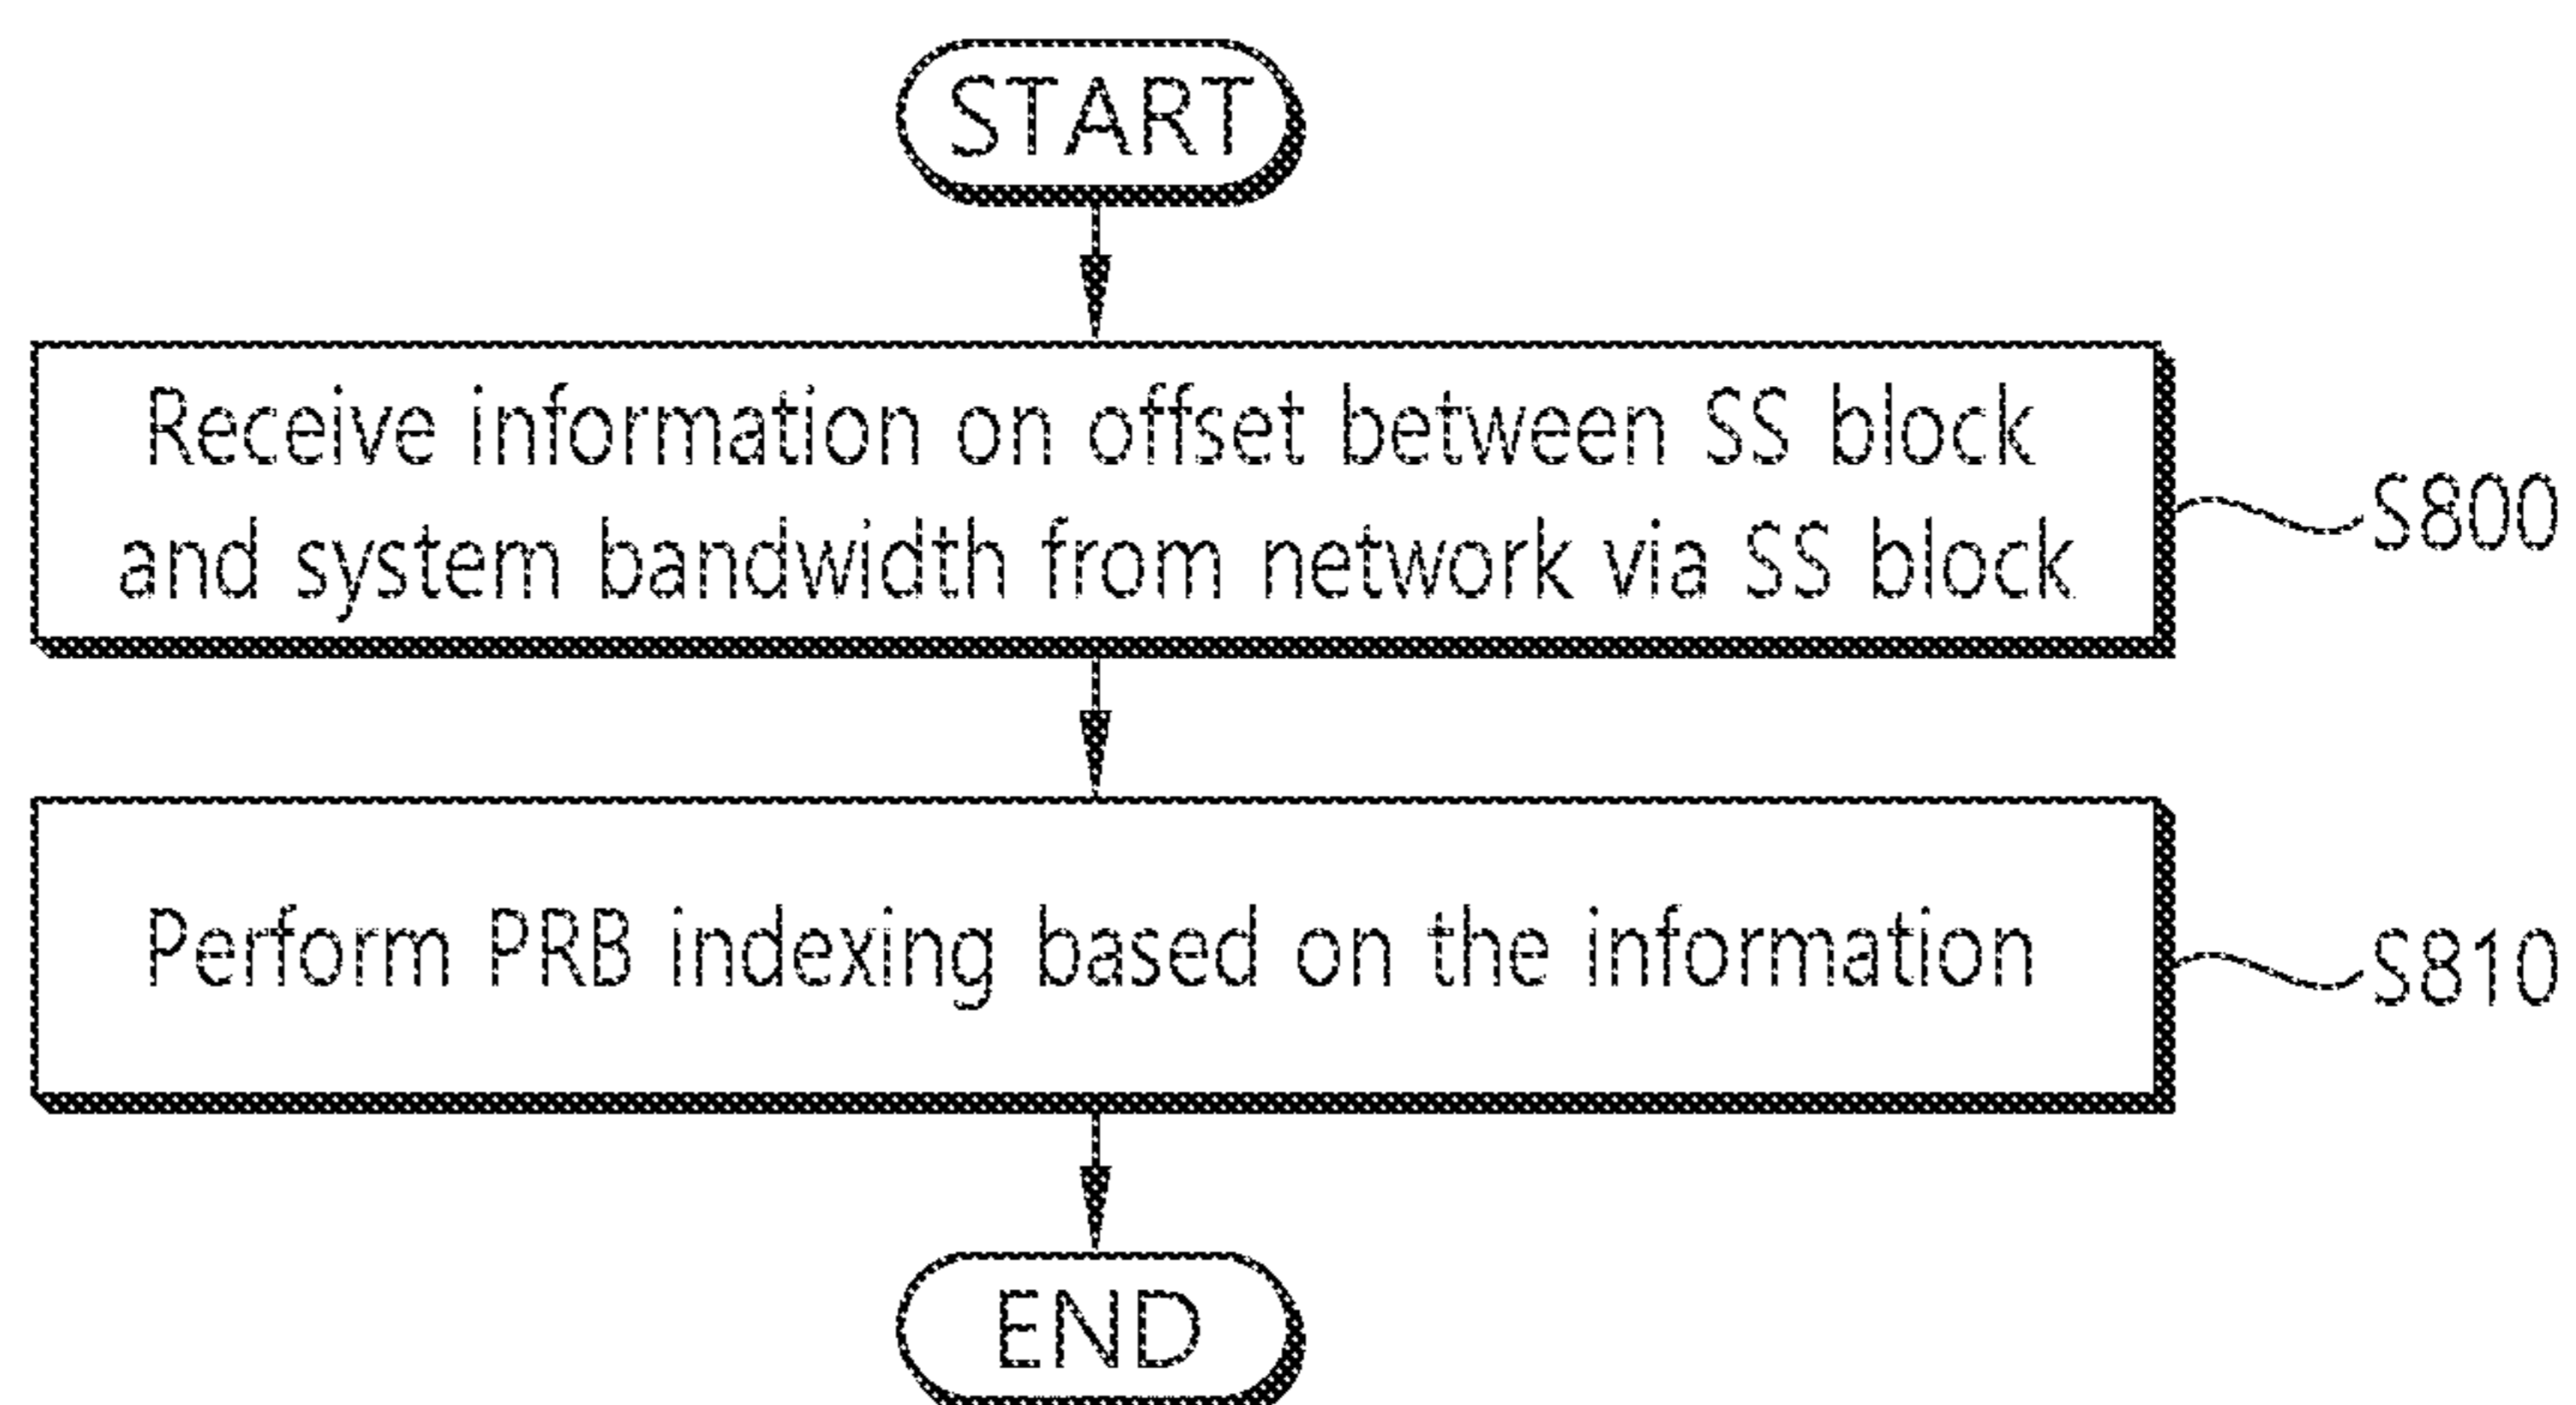 START
Receive information on offset between SS block
and system bandwidth from network via SS block
S800
Perform PRB indexing based on the information
S810
END